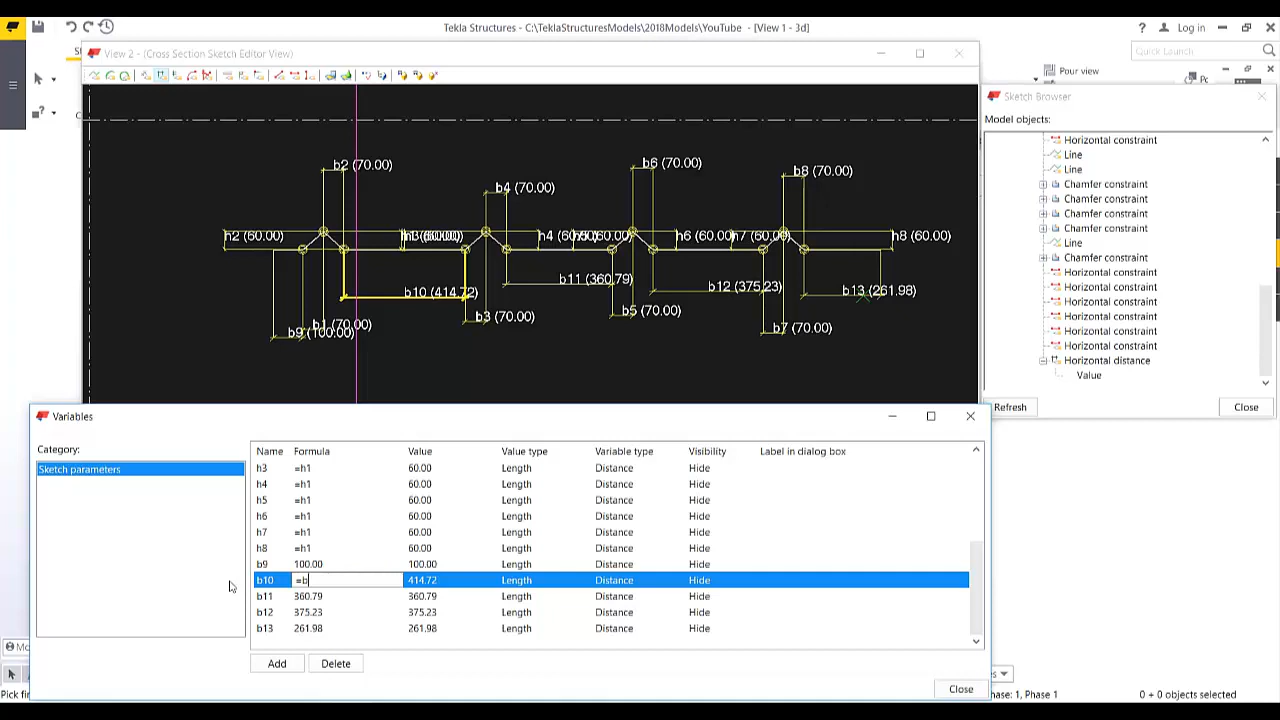 Tekla Structures - C:\TeklaStructuresModels\2018Models\YouTube - [View 1 - 3d]
Log in
Quick Launch
View 2 - (Cross Section Sketch Editor View)
Pour view
Sketch Browser
Model objects:
Horizontal constraint
Line
Line
Chamfer constraint
Chamfer constraint
Chamfer constraint
Chamfer constraint
Line
Chamfer constraint
Horizontal constraint
Horizontal constraint
Horizontal constraint
Horizontal constraint
Horizontal constraint
Horizontal constraint
Horizontal distance
Value
Refresh
Close
b2 (70.00)
b6 (70.00)
b8 (70.00)
b4 (70.00)
h2 (60.00)
h4 (60.00)
h6 (60.00)
h7 (60.00)
h8 (60.00)
b11 (360.79)
b12 (375.23)
b10 (414.72)
b13 (261.98)
b3 (70.00)
b5 (70.00)
b1 (70.00)
b7 (70.00)
b9 (100.00)
Variables
Category:
Sketch parameters
Name Formula Value Value type Variable type Visibility Label in dialog box
h3 =h1 60.00 Length Distance Hide
h4 =h1 60.00 Length Distance Hide
h5 =h1 60.00 Length Distance Hide
h6 =h1 60.00 Length Distance Hide
h7 =h1 60.00 Length Distance Hide
h8 =h1 60.00 Length Distance Hide
b9 100.00 100.00 Length Distance Hide
b10 =b 414.72 Length Distance Hide
b11 360.79 360.79 Length Distance Hide
b12 375.23 375.23 Length Distance Hide
b13 261.98 261.98 Length Distance Hide
Add
Delete
Close
Pick fi
hase: 1, Phase 1
0 + 0 objects selected